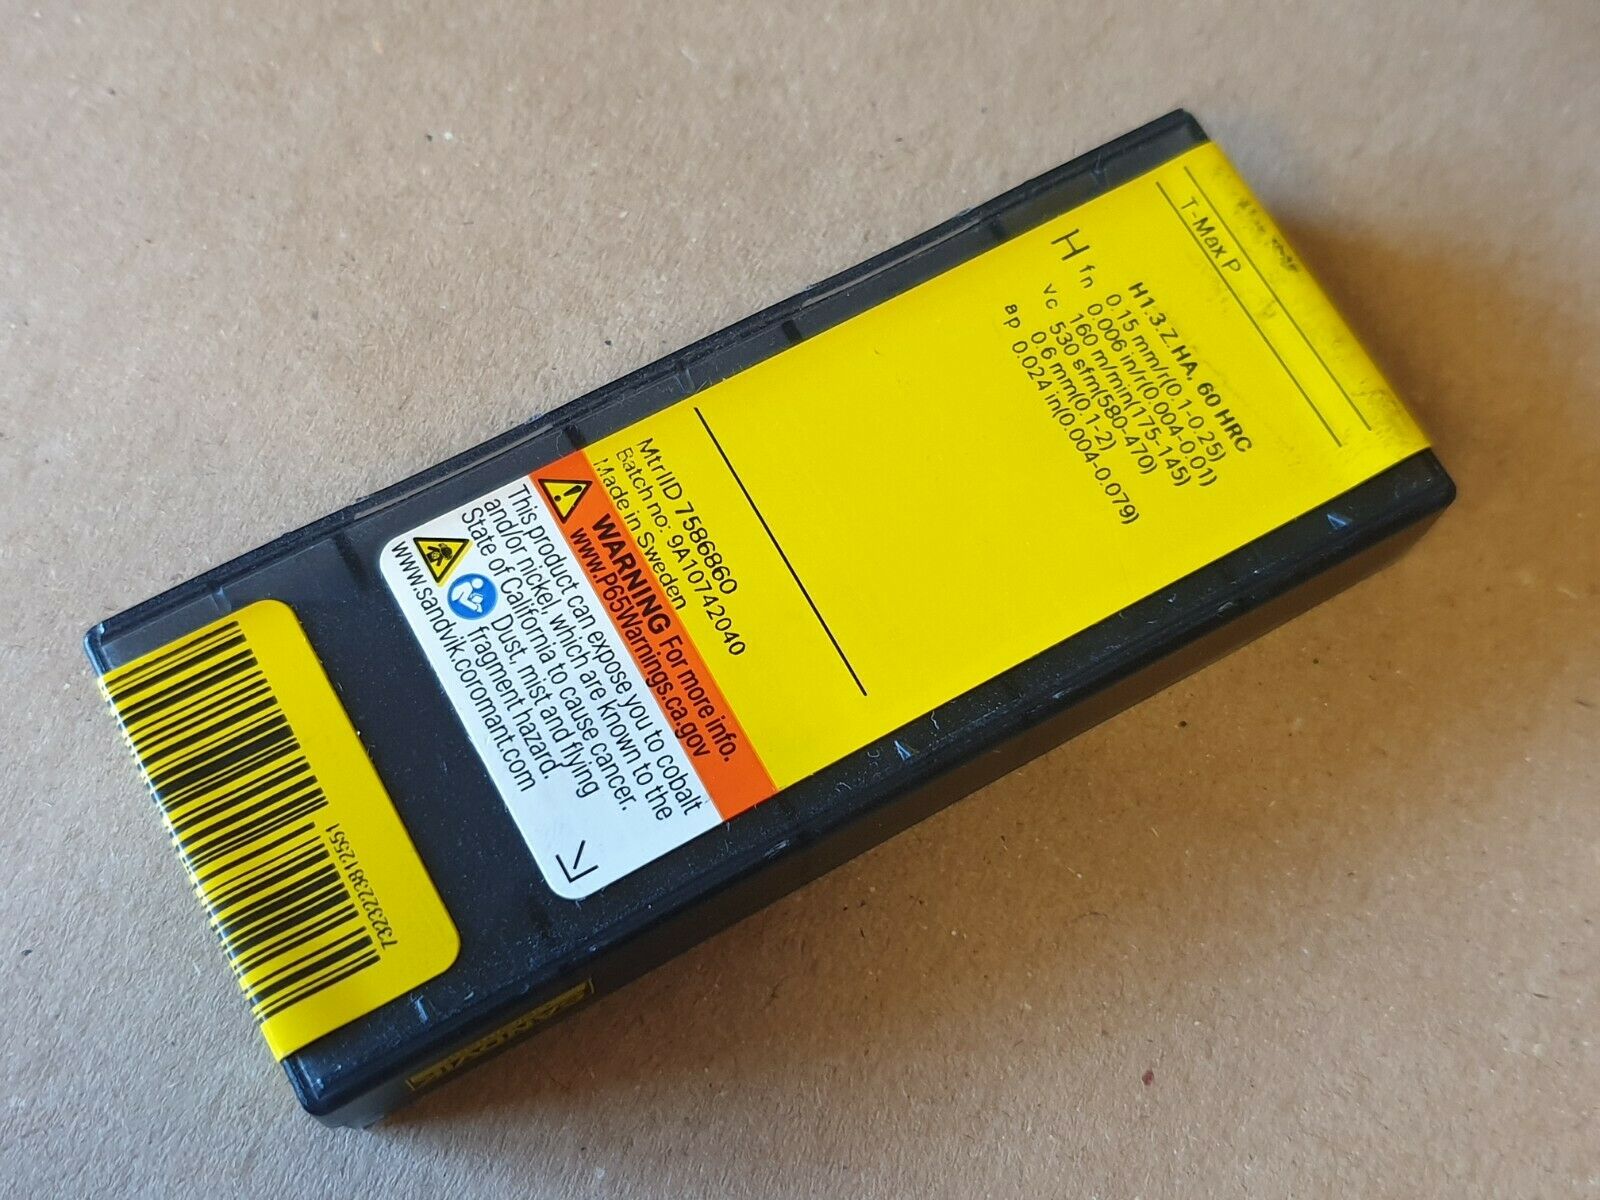 T-Max P
H1.3.Z.HA, 60 HRC
H fn 0.15 mm/r(0.1-0.25)
0.006 in/r(0.004-0.01)
vc 160 m/min(175-145)
530 sfm(580-470)
ap 0.6 mm(0.1-2)
0.024 in(0.004-0.079)
MtrlID 7586860
Batch no: 9A10742040
Made in Sweden
WARNING For more info.
www.P65Warnings.ca.gov
This product can expose you to cobalt
and/or nickel, which are known to the
State of California to cause cancer.
Dust, mist and flying
fragment hazard.
www.sandvik.coromant.com
7323223812551
SANDVIK